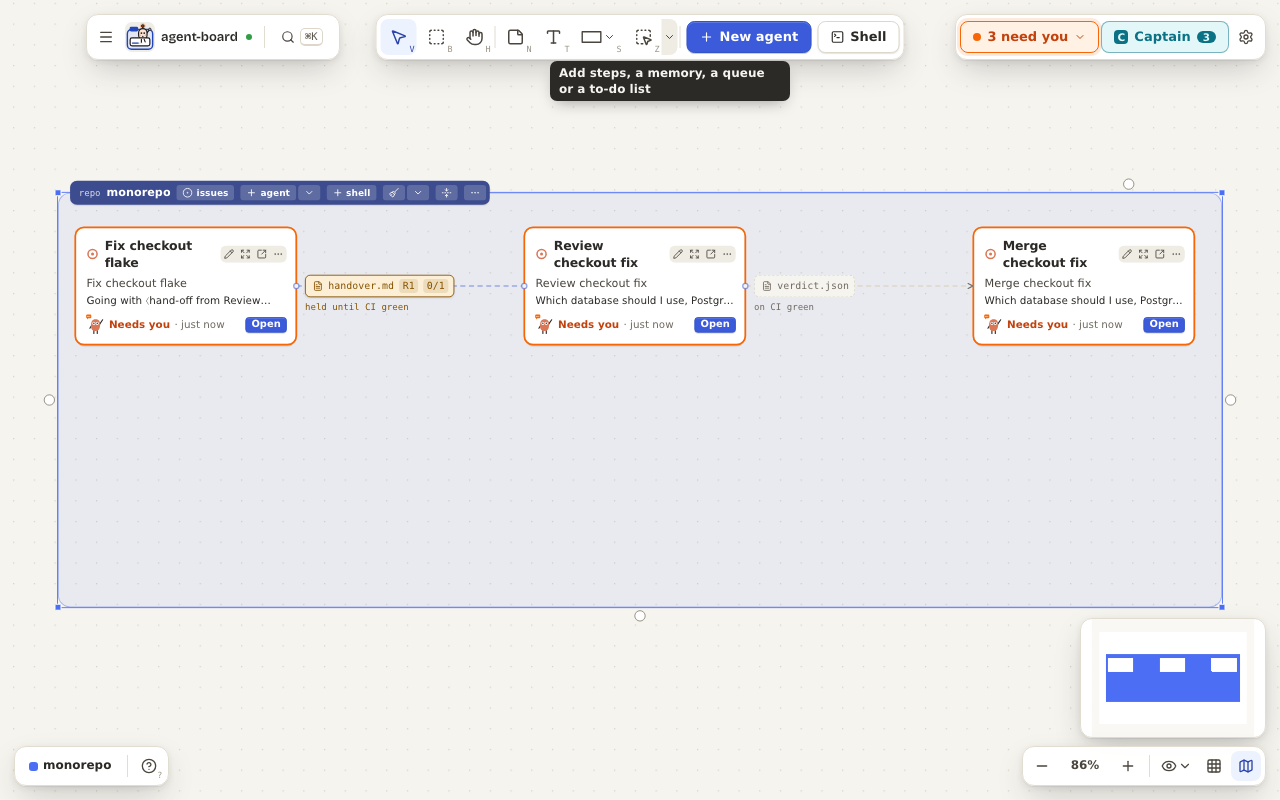 agent-board
⌘K
V
B
H
N
T
S
Z
+ New agent
Shell
3 need you
C Captain 3
Add steps, a memory, a queue
or a to-do list
repo monorepo
issues
+ agent
+ shell
Fix checkout
flake
Fix checkout flake
Going with ‹hand-off from Review…
Needs you · just now
Open
handover.md R1 0/1
held until CI green
Review
checkout fix
Review checkout fix
Which database should I use, Postgr…
Needs you · just now
Open
verdict.json
on CI green
Merge
checkout fix
Merge checkout fix
Which database should I use, Postgr…
Needs you · just now
Open
monorepo
?
86%